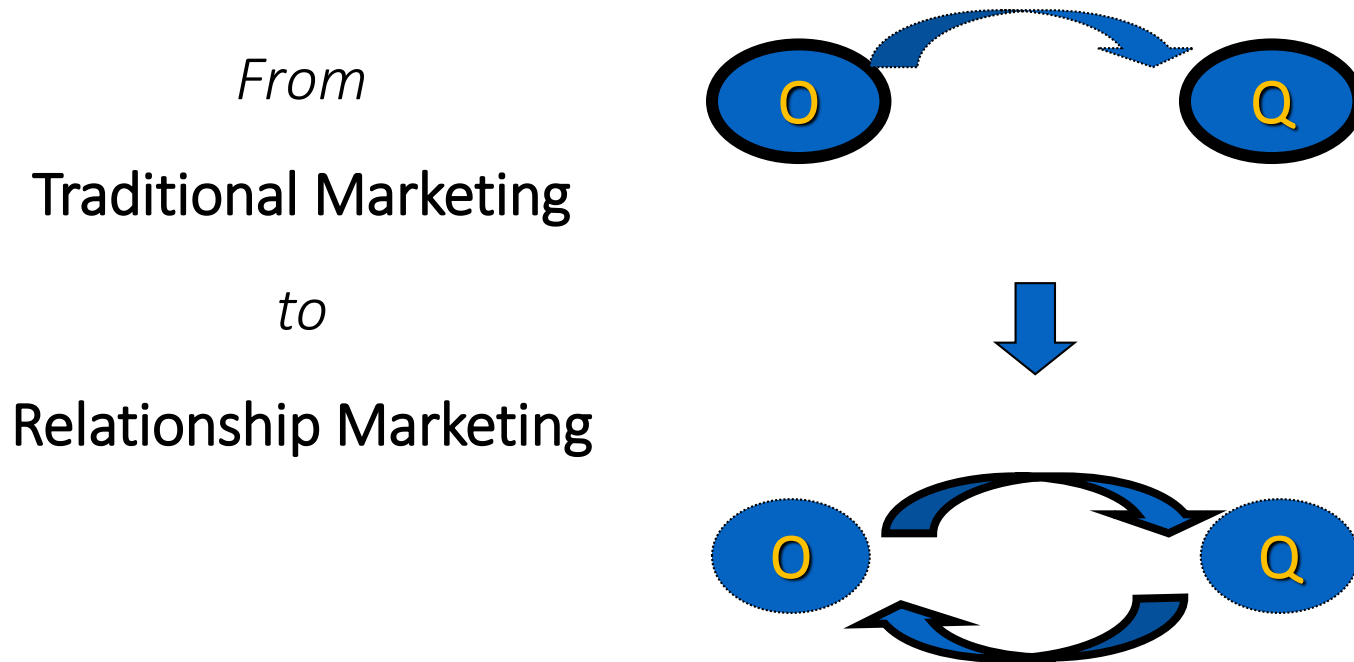 From
Traditional Marketing
to
Relationship Marketing
O Q
O Q